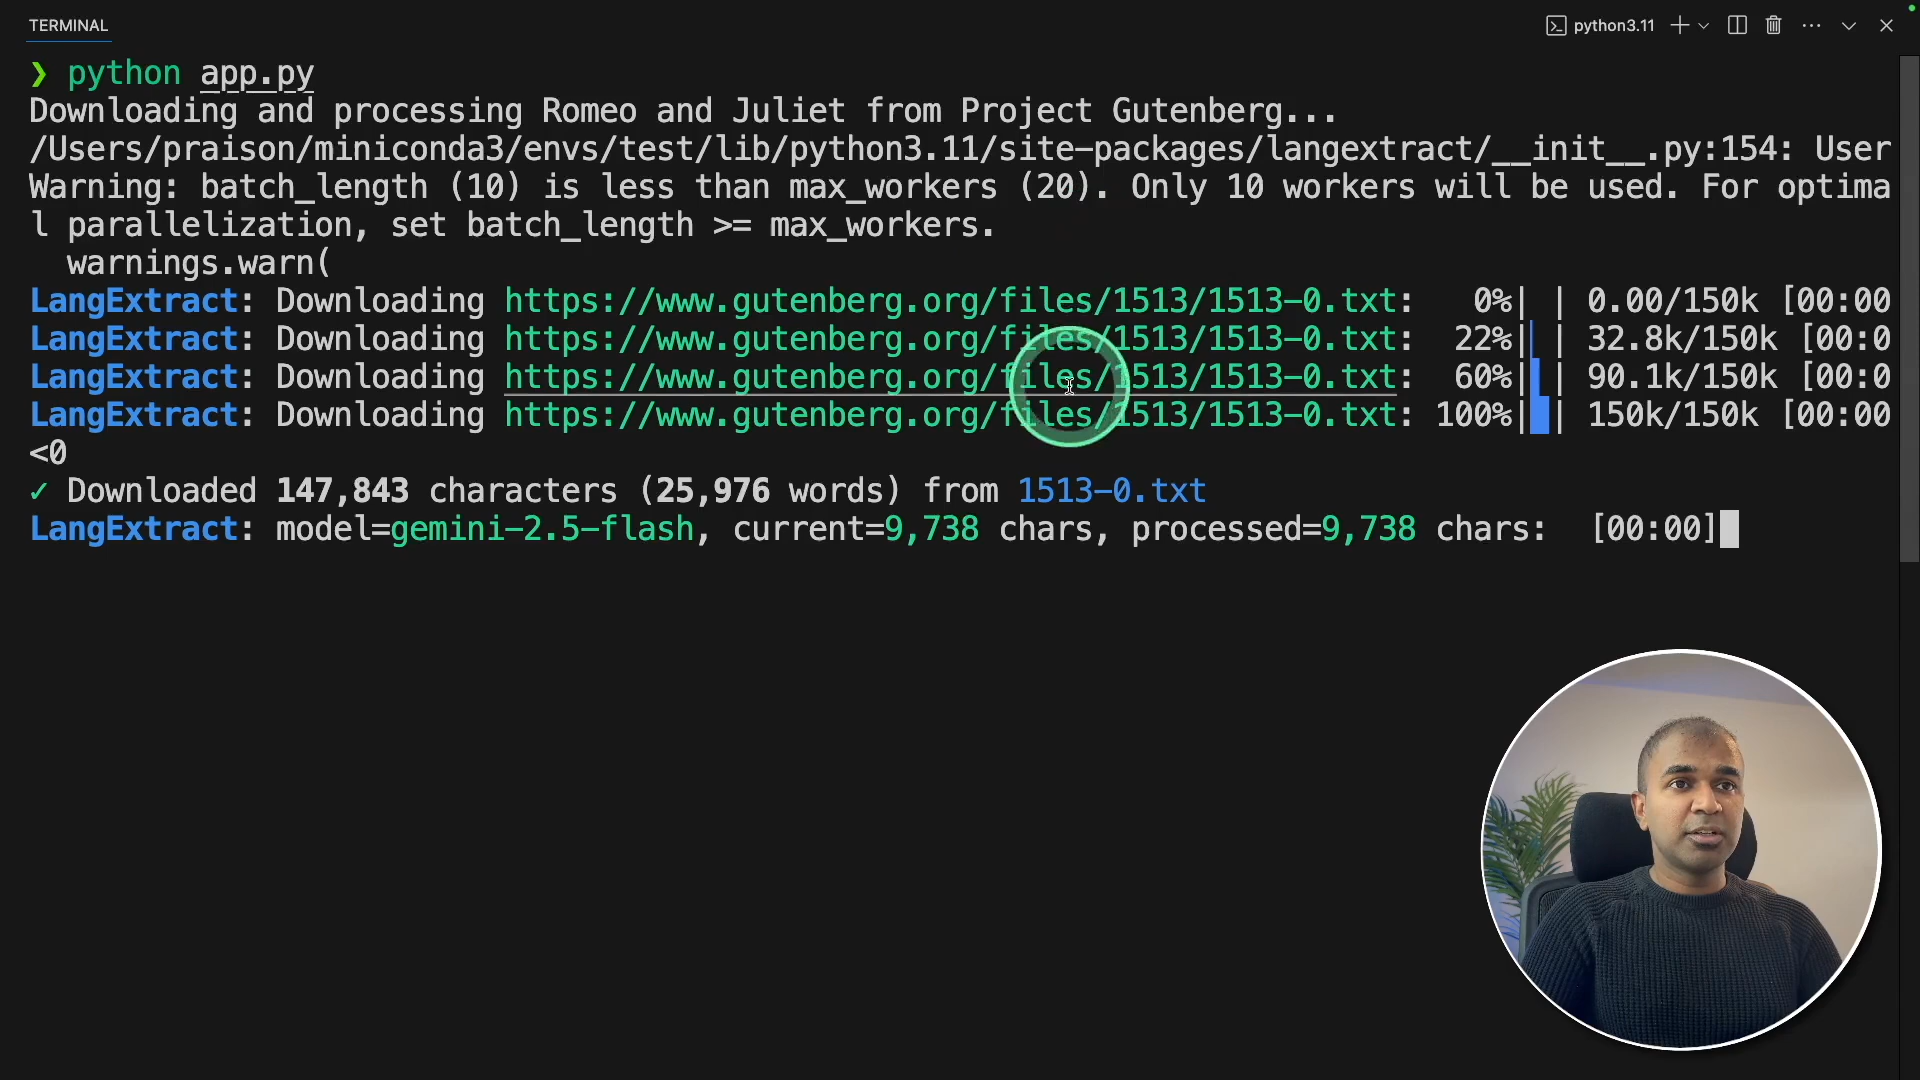 TERMINAL
python3.11
❯ python app.py
Downloading and processing Romeo and Juliet from Project Gutenberg...
/Users/praison/miniconda3/envs/test/lib/python3.11/site-packages/langextract/__init__.py:154: User
Warning: batch_length (10) is less than max_workers (20). Only 10 workers will be used. For optima
l parallelization, set batch_length >= max_workers.
  warnings.warn(
LangExtract: Downloading https://www.gutenberg.org/files/1513/1513-0.txt:   0%| | 0.00/150k [00:00
LangExtract: Downloading https://www.gutenberg.org/files/1513/1513-0.txt:  22%| | 32.8k/150k [00:0
LangExtract: Downloading https://www.gutenberg.org/files/1513/1513-0.txt:  60%| | 90.1k/150k [00:0
LangExtract: Downloading https://www.gutenberg.org/files/1513/1513-0.txt: 100%|█| 150k/150k [00:00
<0
✓ Downloaded 147,843 characters (25,976 words) from 1513-0.txt
LangExtract: model=gemini-2.5-flash, current=9,738 chars, processed=9,738 chars:  [00:00]